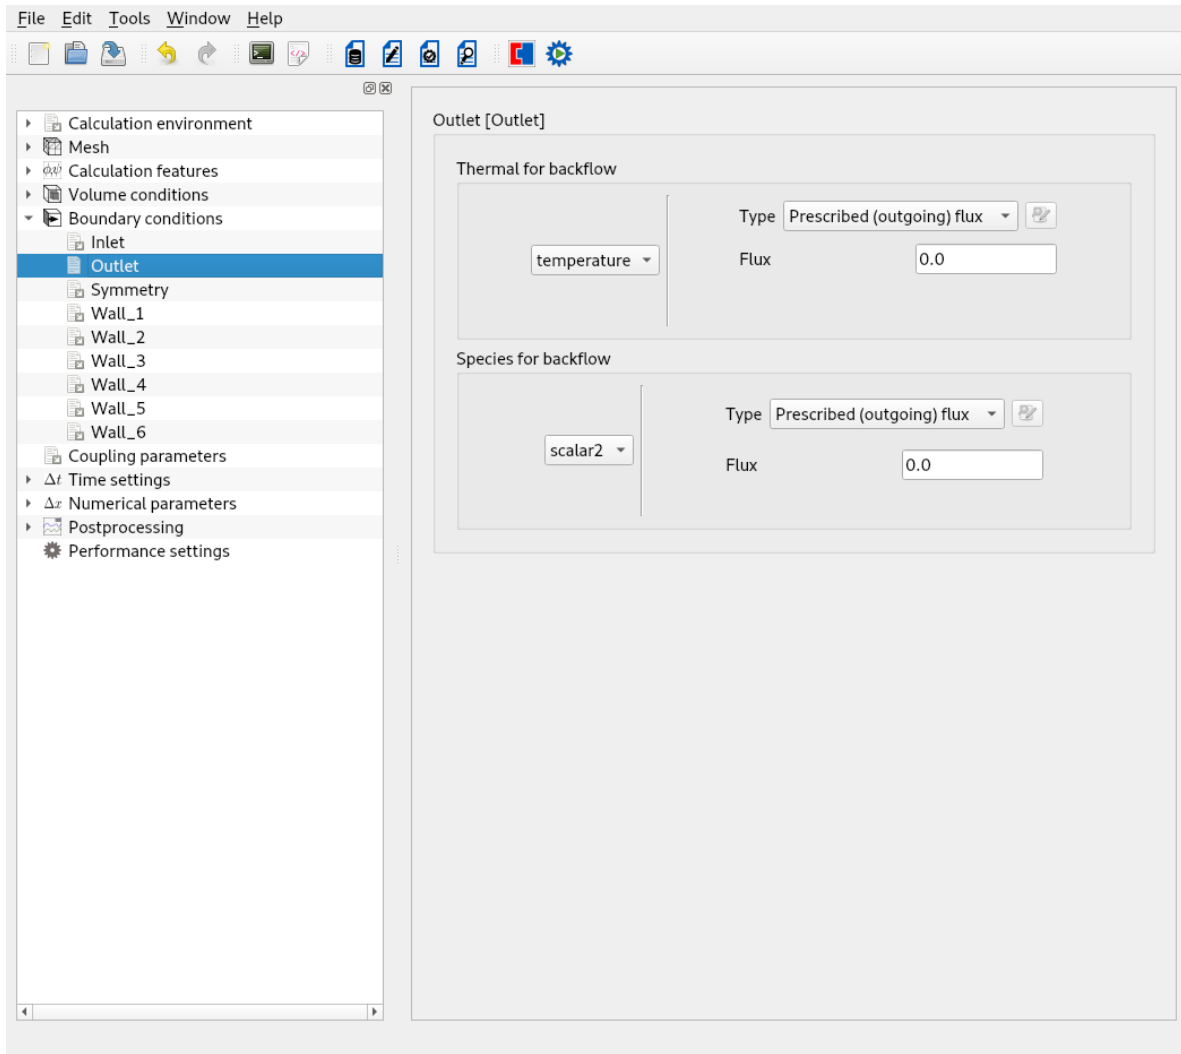 File Edit Tools Window Help
Calculation environment
Mesh
Calculation features
Volume conditions
Boundary conditions
Inlet
Outlet
Symmetry
Wall_1
Wall_2
Wall_3
Wall_4
Wall_5
Wall_6
Coupling parameters
Δt Time settings
Δx Numerical parameters
Postprocessing
Performance settings
Outlet [Outlet]
Thermal for backflow
temperature
Type Prescribed (outgoing) flux
Flux 0.0
Species for backflow
scalar2
Type Prescribed (outgoing) flux
Flux 0.0